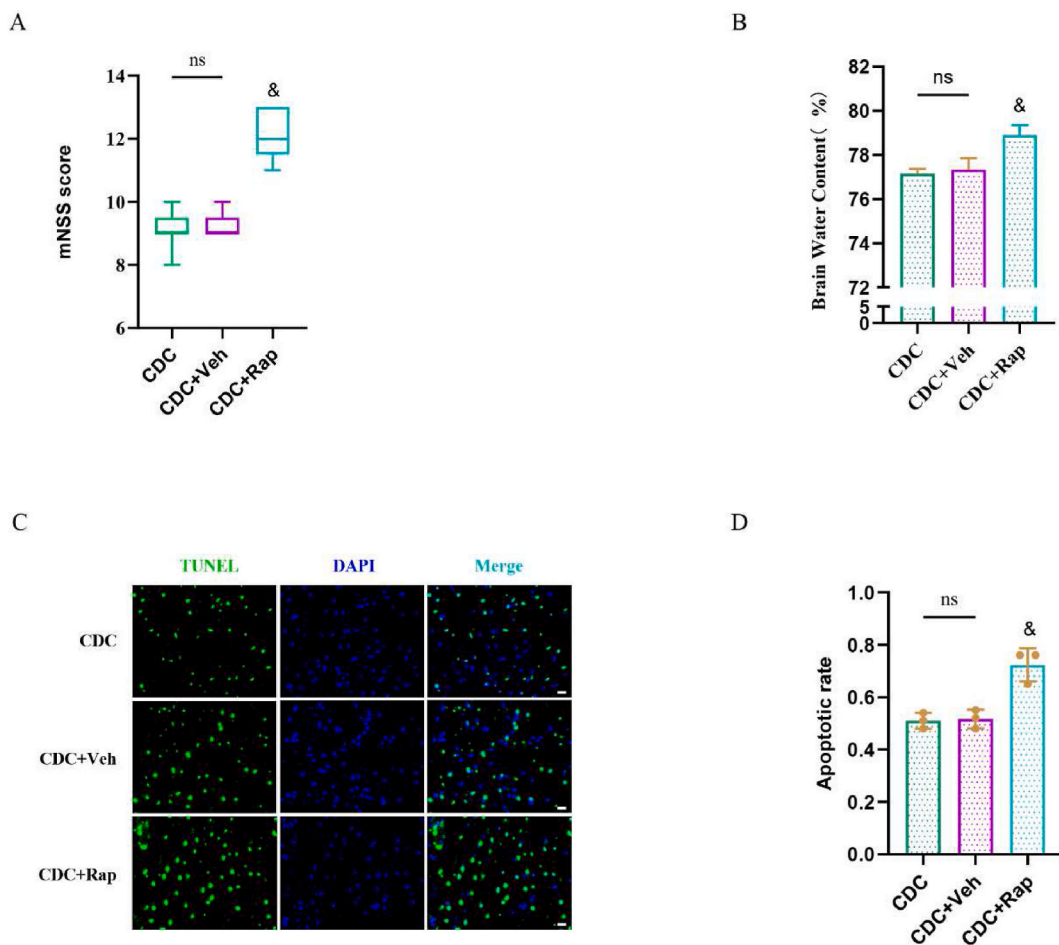 A
ns
&
14
12
10
8
6
mNSS score
CDC
CDC+Veh
CDC+Rap
B
ns
&
82
80
78
76
74
72
5
0
Brain Water Content( %)
CDC
CDC+Veh
CDC+Rap
C
TUNEL DAPI Merge
CDC
CDC+Veh
CDC+Rap
D
ns
&
1.0
0.8
0.6
0.4
0.2
0.0
Apoptotic rate
CDC
CDC+Veh
CDC+Rap